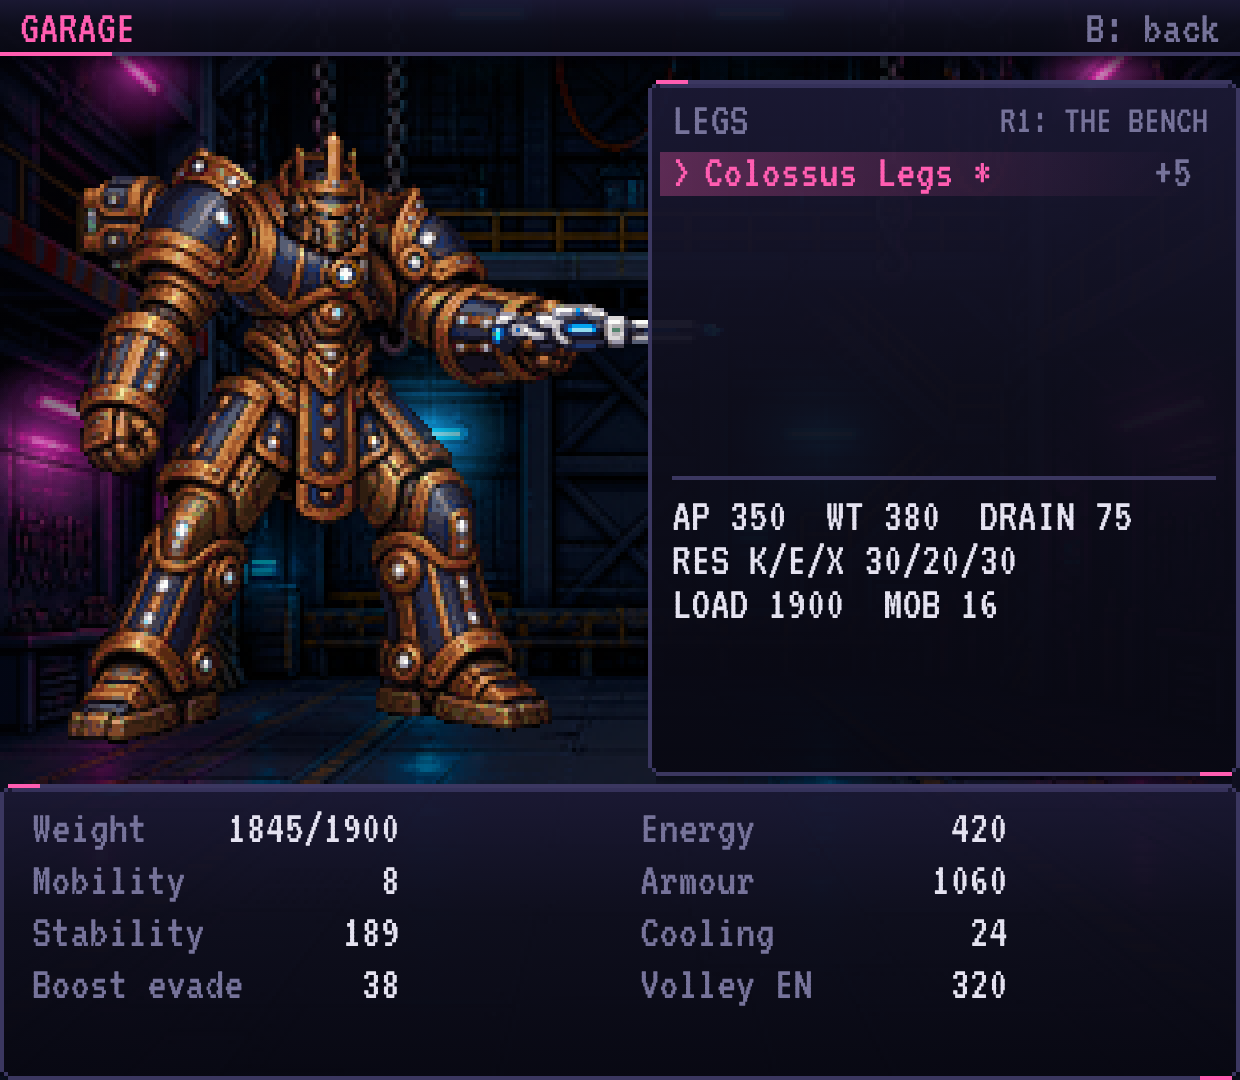 GARAGE B: back
LEGS R1: THE BENCH
> Colossus Legs * +5
AP 350 WT 380 DRAIN 75
RES K/E/X 30/20/30
LOAD 1900 MOB 16
Weight 1845/1900 Energy 420
Mobility 8 Armour 1060
Stability 189 Cooling 24
Boost evade 38 Volley EN 320